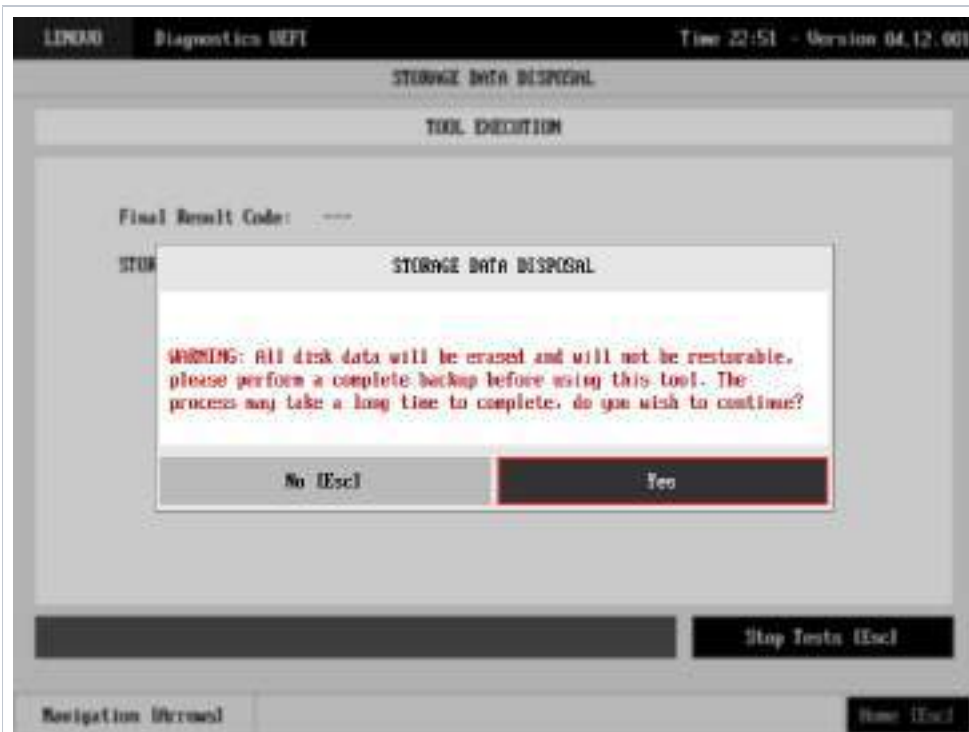 LENOVO Diagnostics UEFI Time 22:51 - Version 04.12.001
STORAGE DATA DISPOSAL
TOOL EXECUTION
Final Result Code: ---
STOR
STORAGE DATA DISPOSAL
WARNING: All disk data will be erased and will not be restorable,
please perform a complete backup before using this tool. The
process may take a long time to complete, do you wish to continue?
No [Esc] Yes
Stop Tests [Esc]
Navigation [Arrows] Home [Esc]